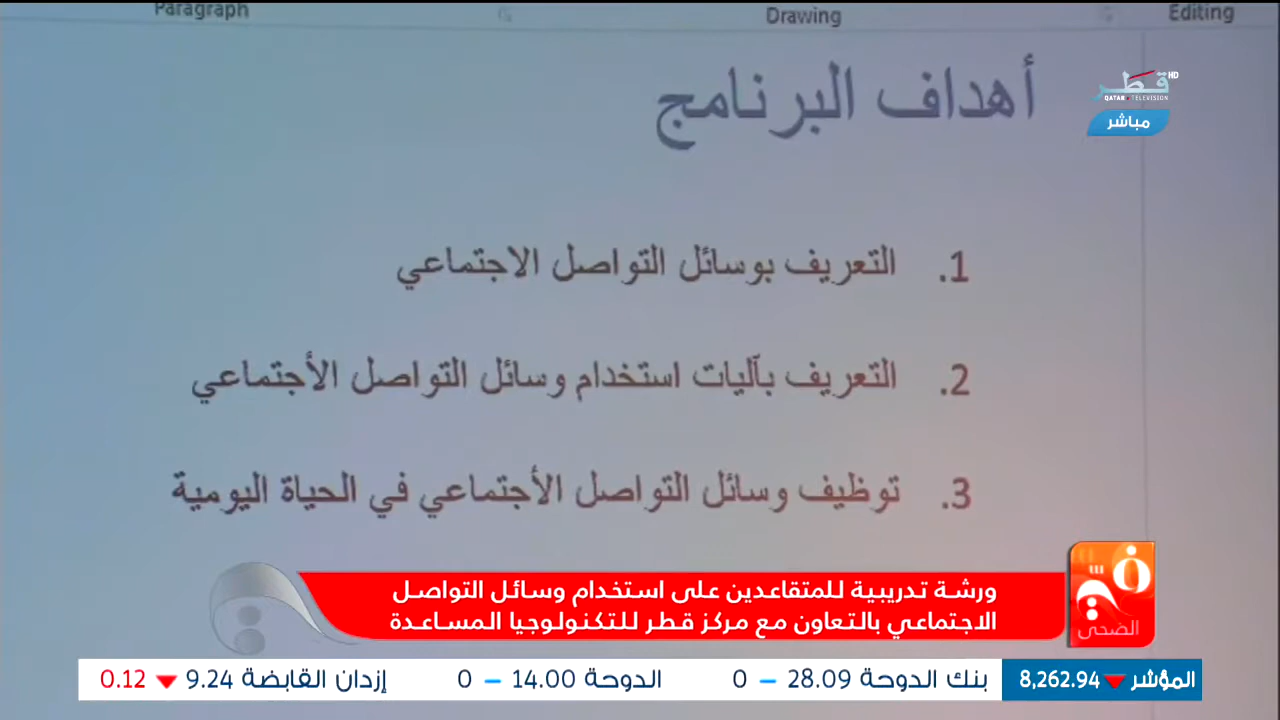 Paragraph
Drawing
Editing
أهداف البرنامج
قطر HD
QATAR TELEVISION
مباشر
1. التعريف بوسائل التواصل الاجتماعي
2. التعريف بآليات استخدام وسائل التواصل الأجتماعي
3. توظيف وسائل التواصل الأجتماعي في الحياة اليومية
في
الضحى
ورشة تدريبية للمتقاعدين على استخدام وسائل التواصل
الاجتماعي بالتعاون مع مركز قطر للتكنولوجيا المساعدة
المؤشر 8,262.94 بنك الدوحة 28.09 0 الدوحة 14.00 0 إزدان القابضة 9.24 0.12